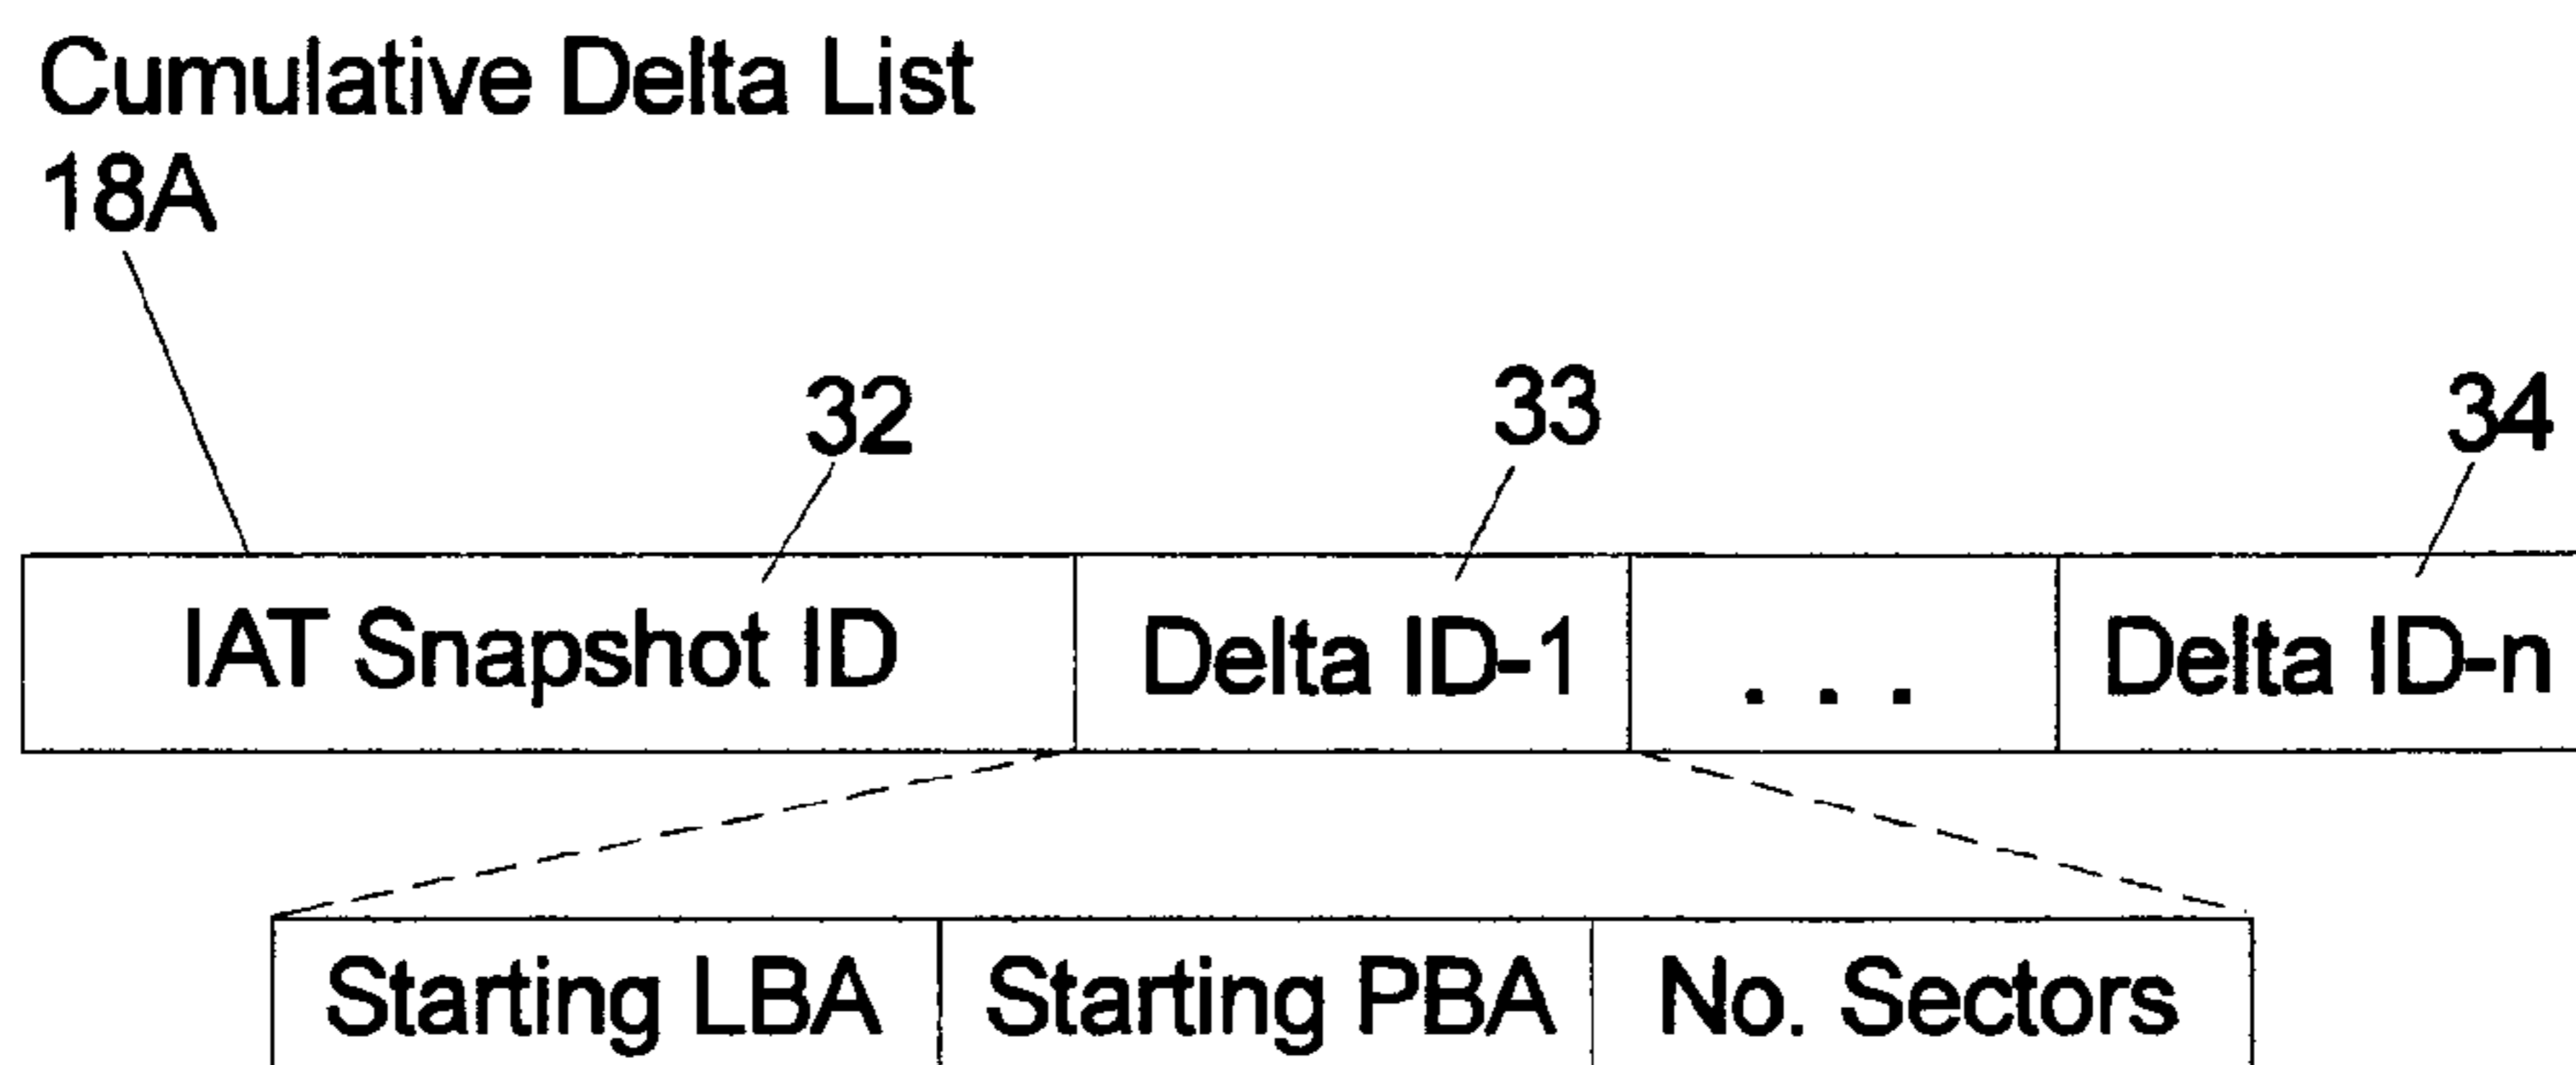 Cumulative Delta List
18A
32 33 34
IAT Snapshot ID Delta ID-1 . . . Delta ID-n
Starting LBA Starting PBA No. Sectors